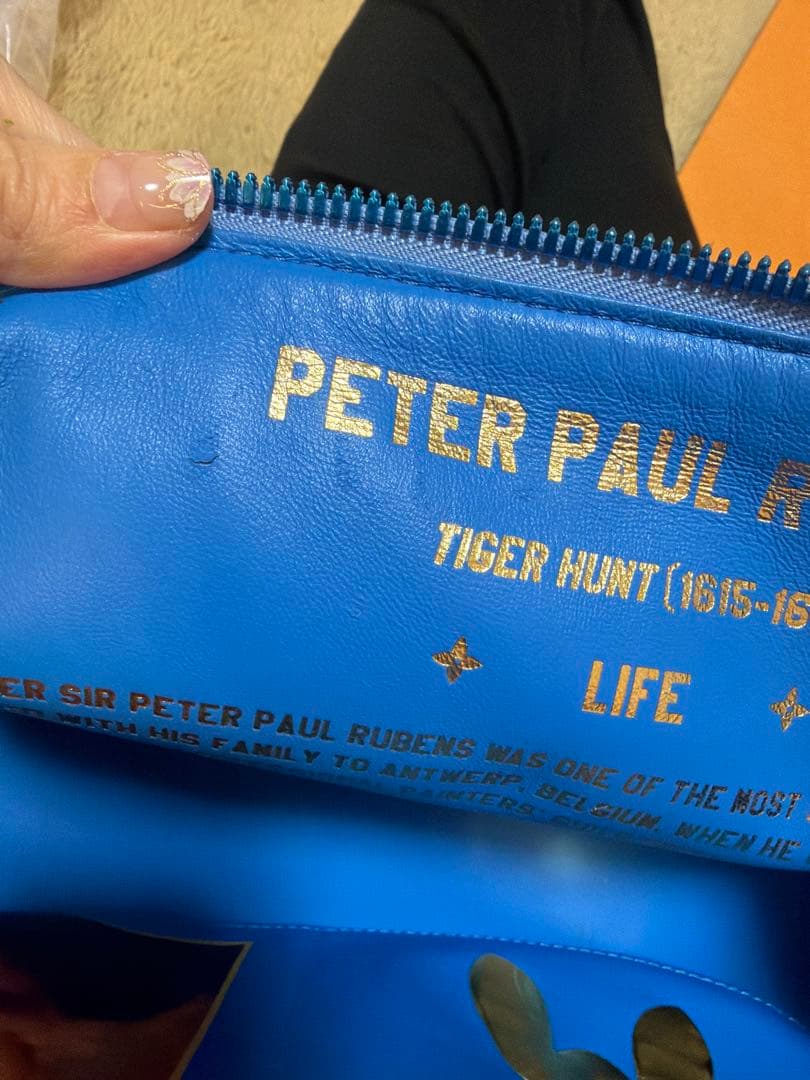 PETER PAUL R
TIGER HUNT (1615-16
LIFE
ER SIR PETER PAUL RUBENS WAS ONE OF THE MOST
WITH HIS FAMILY TO ANTWERP, BELGIUM, WHEN HE
PAINTERS